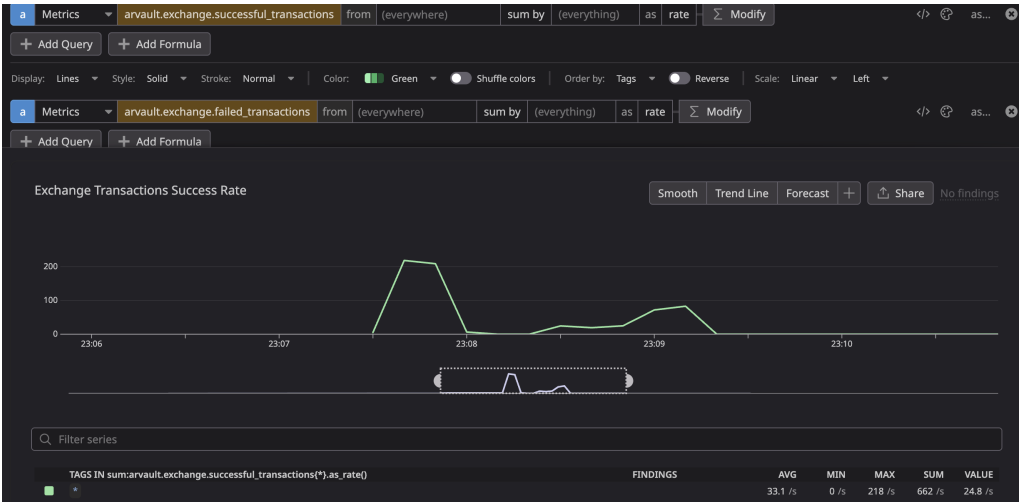 a Metrics arvault.exchange.successful_transactions from (everywhere) sum by (everything) as rate Σ Modify </> as...
+ Add Query + Add Formula
Display: Lines Style: Solid Stroke: Normal Color: Green Shuffle colors Order by: Tags Reverse Scale: Linear Left
a Metrics arvault.exchange.failed_transactions from (everywhere) sum by (everything) as rate Σ Modify </> as...
+ Add Query + Add Formula
Exchange Transactions Success Rate Smooth Trend Line Forecast + Share No findings
200
100
0
23:06 23:07 23:08 23:09 23:10
Filter series
TAGS IN sum:arvault.exchange.successful_transactions{*}.as_rate() FINDINGS AVG MIN MAX SUM VALUE
* 33.1 /s 0 /s 218 /s 662 /s 24.8 /s